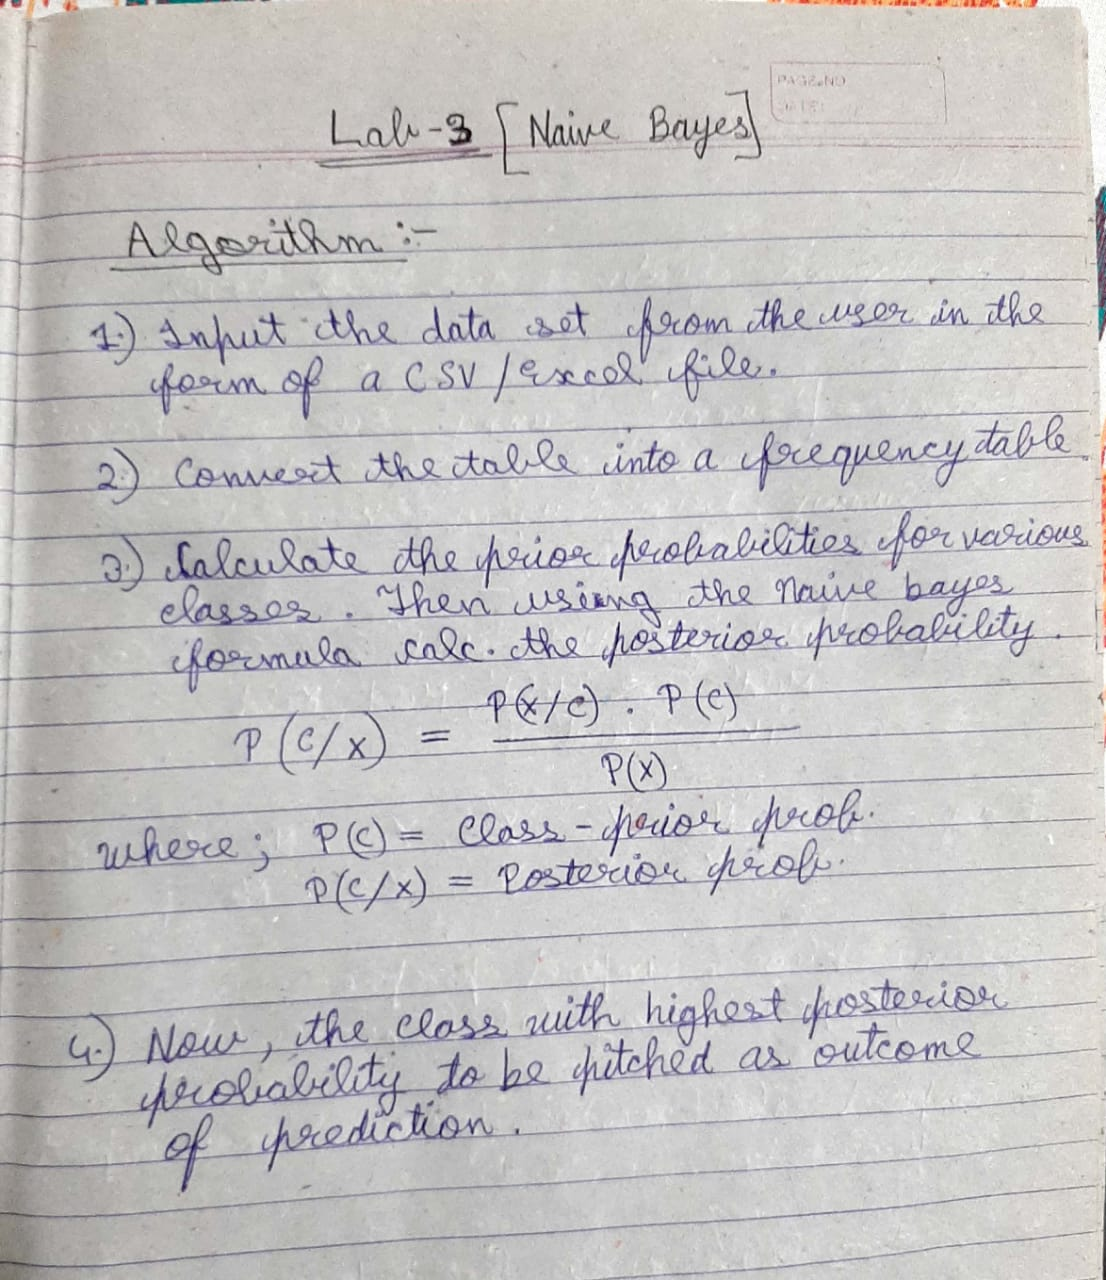 Lab-3 [Naive Bayes]
Algorithm :-
1.) Input the data set from the user in the
form of a CSV/Excel file.
2.) Convert the table into a frequency table.
3.) Calculate the prior probabilities for various
classes. Then using the Naive bayes
formula calc. the posterior probability.
P(c/x) = P(x/c) . P(c)
P(x)
where; P(c) = Class-prior prob.
P(c/x) = Posterior prob.
4.) Now, the class with highest posterior
probability to be pitched as outcome
of prediction.